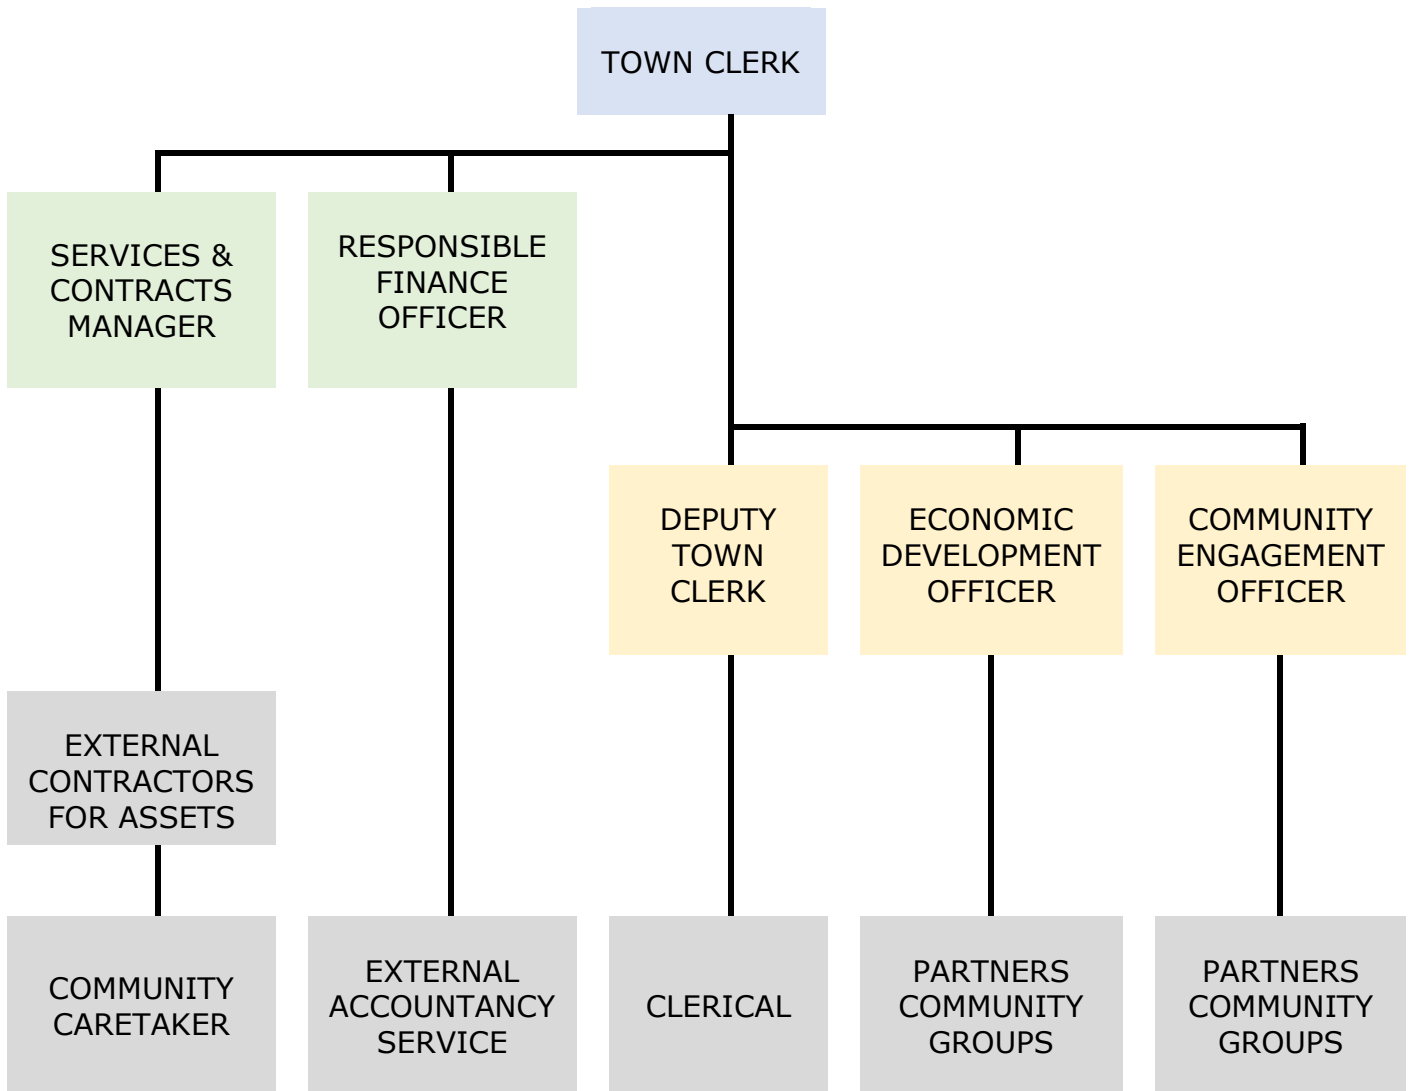 TOWN CLERK
SERVICES &
CONTRACTS
MANAGER
RESPONSIBLE
FINANCE
OFFICER
DEPUTY
TOWN
CLERK
ECONOMIC
DEVELOPMENT
OFFICER
COMMUNITY
ENGAGEMENT
OFFICER
EXTERNAL
CONTRACTORS
FOR ASSETS
COMMUNITY
CARETAKER
EXTERNAL
ACCOUNTANCY
SERVICE
CLERICAL
PARTNERS
COMMUNITY
GROUPS
PARTNERS
COMMUNITY
GROUPS